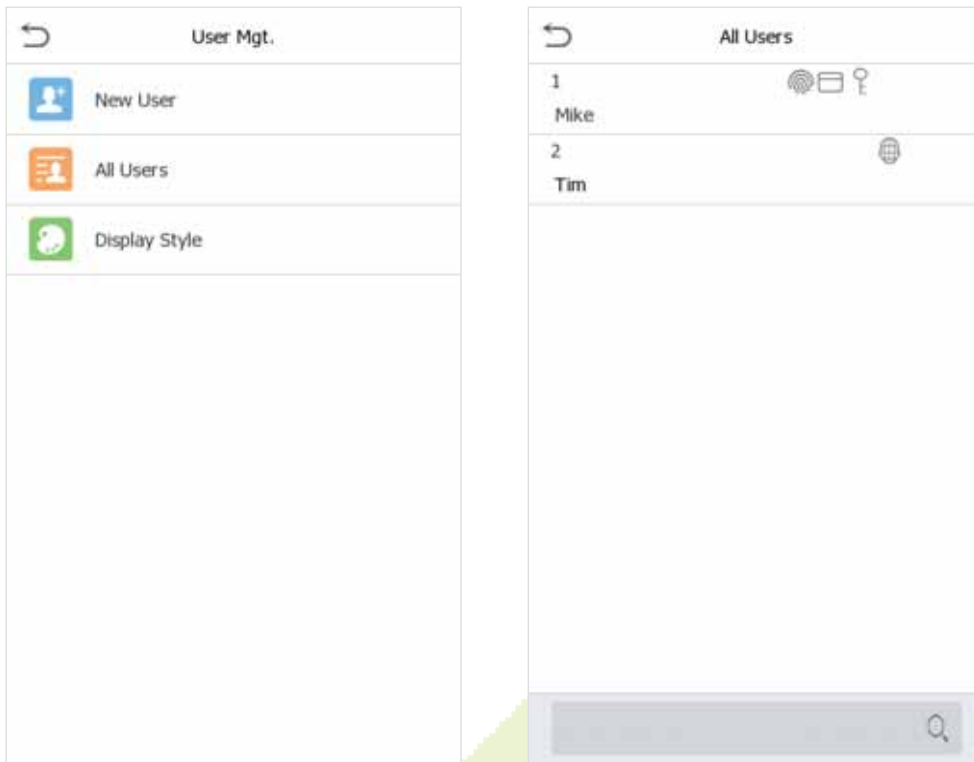 User Mgt.
New User
All Users
Display Style
All Users
1
Mike
2
Tim